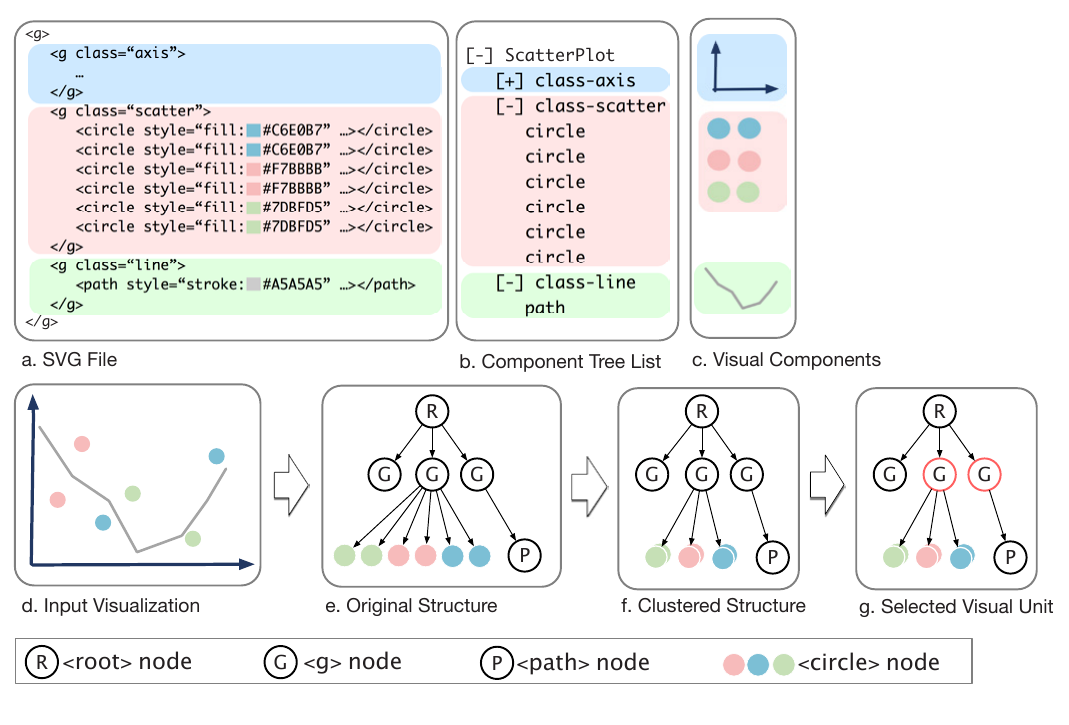 <g>
<g class=“axis”>
…
</g>
<g class=“scatter”>
<circle style=“fill: #C6E0B7” …></circle>
<circle style=“fill: #C6E0B7” …></circle>
<circle style=“fill: #F7BBBB” …></circle>
<circle style=“fill: #F7BBBB” …></circle>
<circle style=“fill: #7DBFD5” …></circle>
<circle style=“fill: #7DBFD5” …></circle>
</g>
<g class=“line”>
<path style=“stroke: #A5A5A5” …></path>
</g>
</g>
a. SVG File
[-] ScatterPlot
[+] class-axis
[-] class-scatter
circle
circle
circle
circle
circle
circle
[-] class-line
path
b. Component Tree List
c. Visual Components
d. Input Visualization
R
G G G
P
e. Original Structure
R
G G G
P
f. Clustered Structure
R
G G G
P
g. Selected Visual Unit
R <root> node G <g> node P <path> node <circle> node